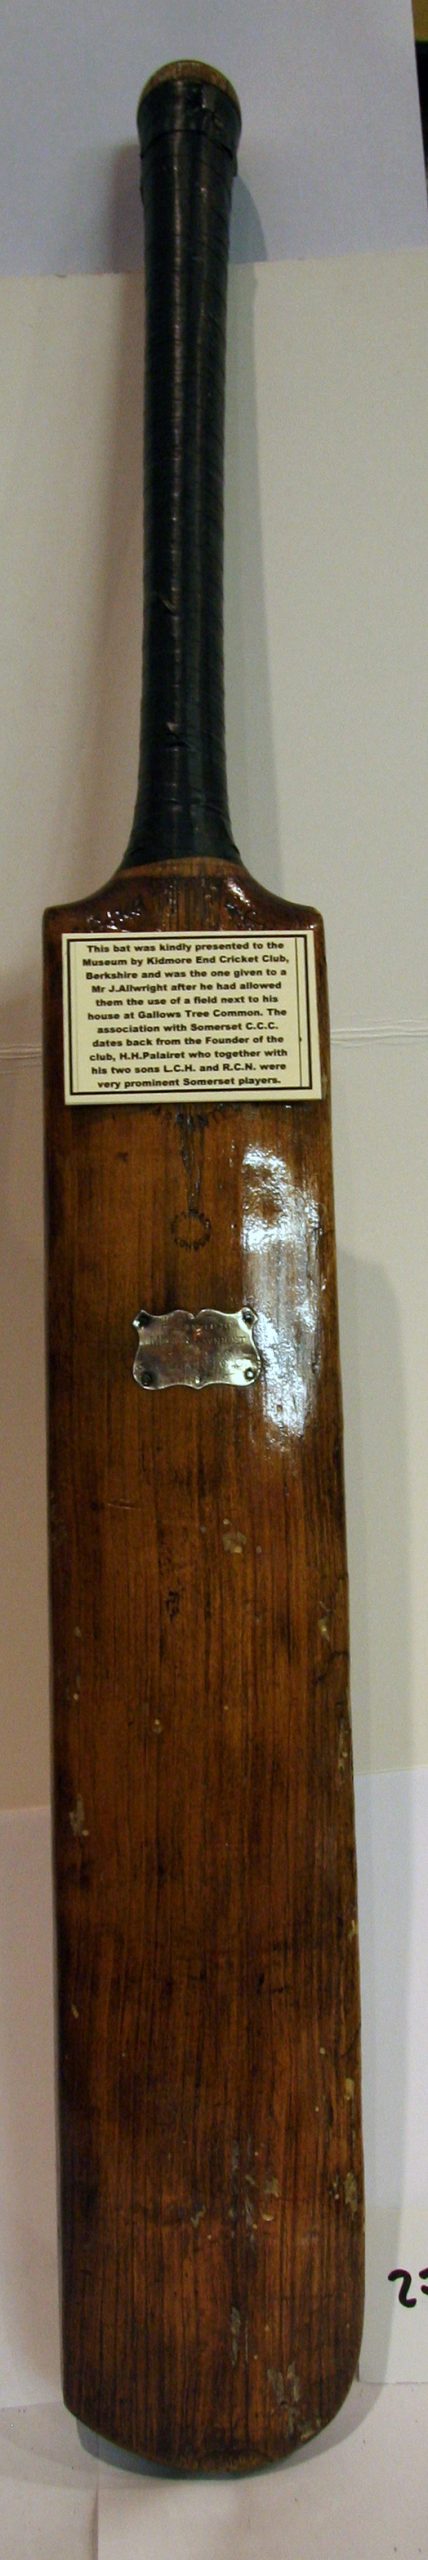 This bat was kindly presented to the
Museum by Kidmore End Cricket Club,
Berkshire and was the one given to a
Mr J.Allwright after he had allowed
them the use of a field next to his
house at Gallows Tree Common. The
association with Somerset C.C.C.
dates back from the Founder of the
club, H.H.Palairet who together with
his two sons L.C.H. and R.C.N. were
very prominent Somerset players.